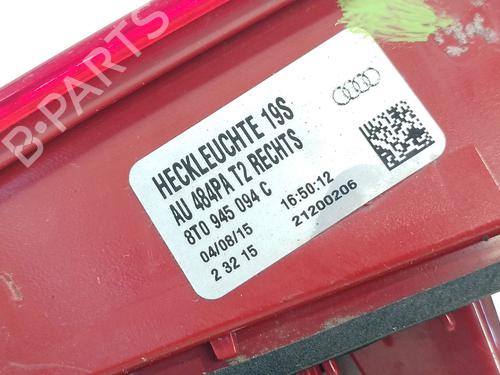 B-PARTS
HECKLEUCHTE 19S
AU 484PA T2 RECHTS
8T0 945 094 C
04/08/15 16:50:12
2 32 15 21200206